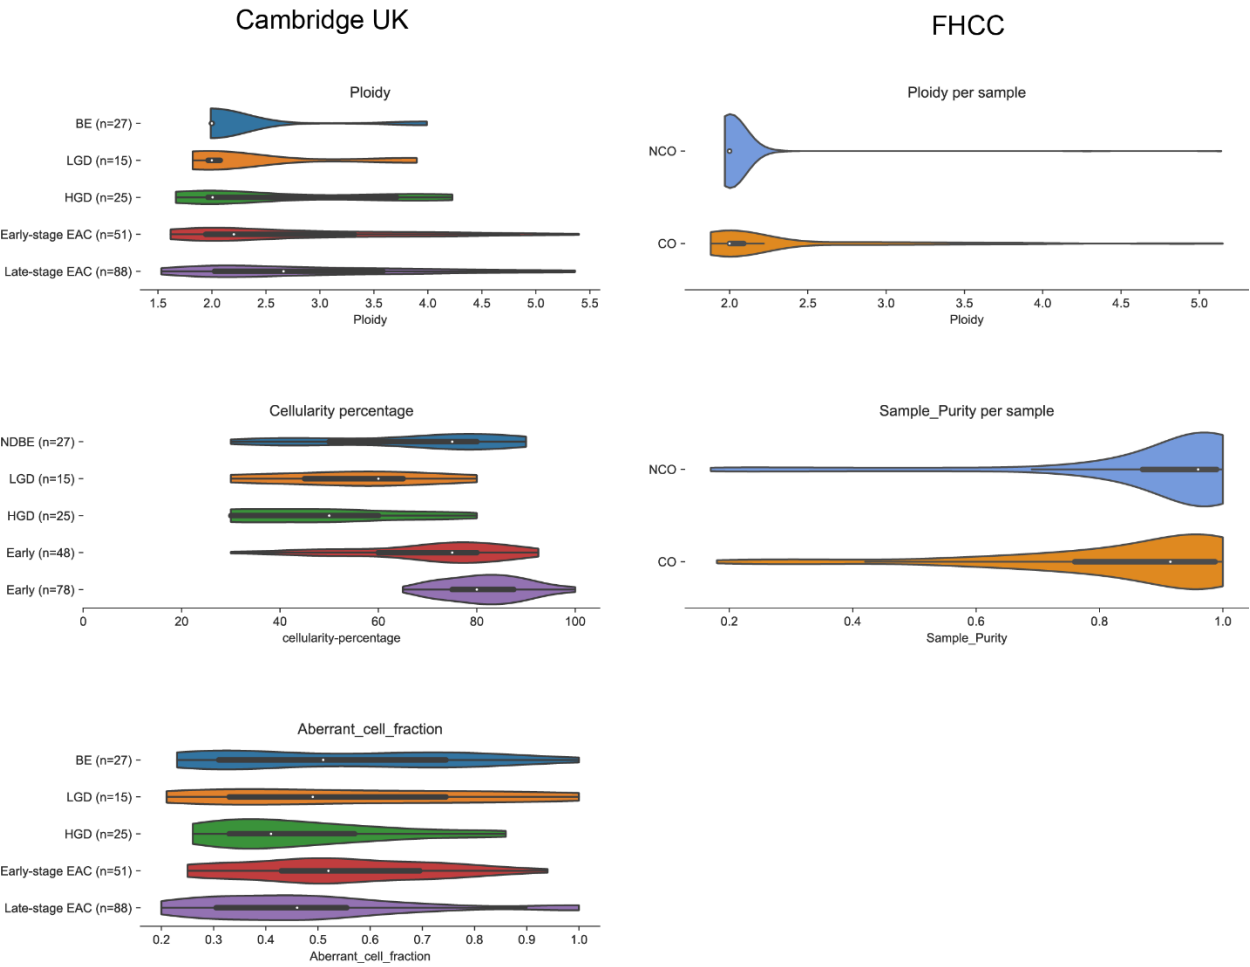 Cambridge UK
FHCC
Ploidy
BE (n=27)
LGD (n=15)
HGD (n=25)
Early-stage EAC (n=51)
Late-stage EAC (n=88)
1.5 2.0 2.5 3.0 3.5 4.0 4.5 5.0 5.5
Ploidy
Ploidy per sample
NCO
CO
2.0 2.5 3.0 3.5 4.0 4.5 5.0
Ploidy
Cellularity percentage
NDBE (n=27)
LGD (n=15)
HGD (n=25)
Early (n=48)
Early (n=78)
0 20 40 60 80 100
cellularity-percentage
Sample_Purity per sample
NCO
CO
0.2 0.4 0.6 0.8 1.0
Sample_Purity
Aberrant_cell_fraction
BE (n=27)
LGD (n=15)
HGD (n=25)
Early-stage EAC (n=51)
Late-stage EAC (n=88)
0.2 0.3 0.4 0.5 0.6 0.7 0.8 0.9 1.0
Aberrant_cell_fraction